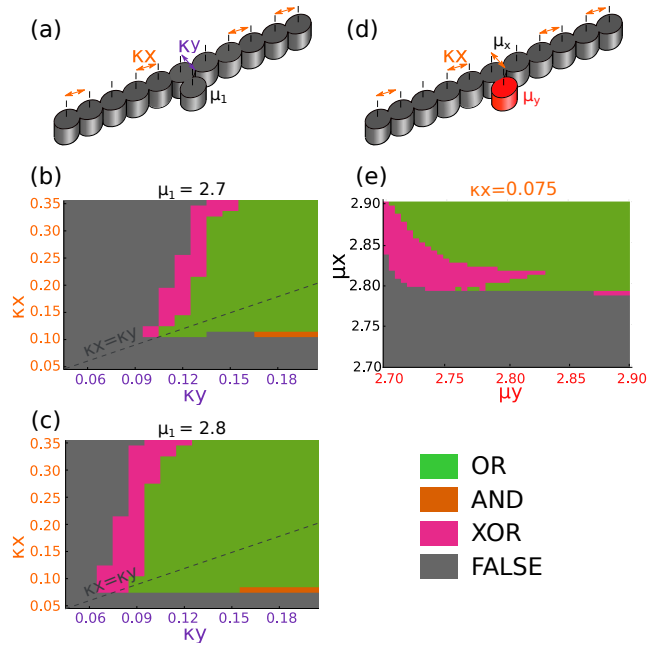 (a)
κx
κy
μ1
(d)
μx
κx
μy
(b)
μ1 = 2.7
0.35
0.30
0.25
0.20
0.15
0.10
0.05
κx
κx=κy
0.06 0.09 0.12 0.15 0.18
κy
(e)
κx=0.075
2.90
2.85
2.80
2.75
2.70
μx
2.70 2.75 2.80 2.85 2.90
μy
(c)
μ1 = 2.8
0.35
0.30
0.25
0.20
0.15
0.10
0.05
κx
κx=κy
0.06 0.09 0.12 0.15 0.18
κy
OR
AND
XOR
FALSE